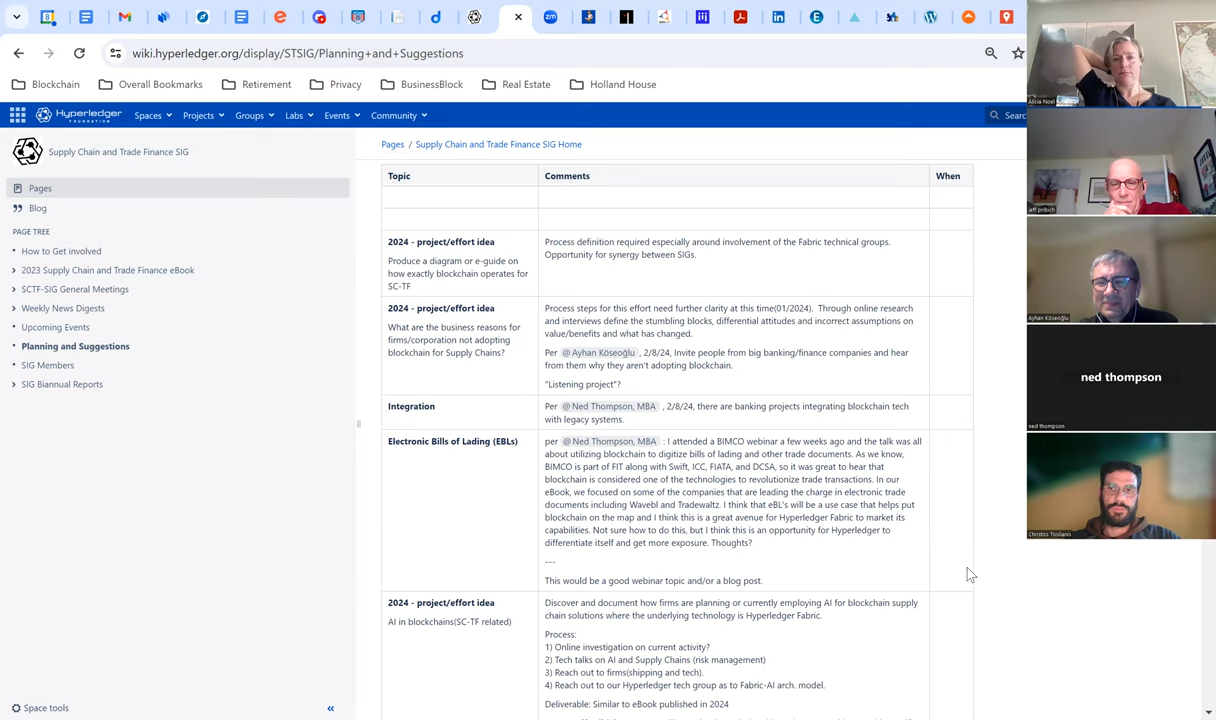 wiki.hyperledger.org/display/STSIG/Planning+and+Suggestions
Blockchain
Overall Bookmarks
Retirement
Privacy
BusinessBlock
Real Estate
Holland House
HYPERLEDGER
FOUNDATION
Spaces
Projects
Groups
Labs
Events
Community
Searc
Supply Chain and Trade Finance SIG
Pages
Blog
PAGE TREE
How to Get involved
2023 Supply Chain and Trade Finance eBook
SCTF-SIG General Meetings
Weekly News Digests
Upcoming Events
Planning and Suggestions
SIG Members
SIG Biannual Reports
Space tools
Pages / Supply Chain and Trade Finance SIG Home
Topic
Comments
When
2024 - project/effort idea
Produce a diagram or e-guide on
how exactly blockchain operates for
SC-TF
Process definition required especially around involvement of the Fabric technical groups.
Opportunity for synergy between SIGs.
2024 - project/effort idea
What are the business reasons for
firms/corporation not adopting
blockchain for Supply Chains?
Process steps for this effort need further clarity at this time(01/2024). Through online research
and interviews define the stumbling blocks, differential attitudes and incorrect assumptions on
value/benefits and what has changed.
Per @Ayhan Köseoğlu , 2/8/24, Invite people from big banking/finance companies and hear
from them why they aren't adopting blockchain.
"Listening project"?
Integration
Per @Ned Thompson, MBA , 2/8/24, there are banking projects integrating blockchain tech
with legacy systems.
Electronic Bills of Lading (EBLs)
per @Ned Thompson, MBA : I attended a BIMCO webinar a few weeks ago and the talk was all
about utilizing blockchain to digitize bills of lading and other trade documents. As we know,
BIMCO is part of FIT along with Swift, ICC, FIATA, and DCSA, so it was great to hear that
blockchain is considered one of the technologies to revolutionize trade transactions. In our
eBook, we focused on some of the companies that are leading the charge in electronic trade
documents including Wavebl and Tradewaltz. I think that eBL's will be a use case that helps put
blockchain on the map and I think this is a great avenue for Hyperledger Fabric to market its
capabilities. Not sure how to do this, but I think this is an opportunity for Hyperledger to
differentiate itself and get more exposure. Thoughts?
---
This would be a good webinar topic and/or a blog post.
2024 - project/effort idea
AI in blockchains(SC-TF related)
Discover and document how firms are planning or currently employing AI for blockchain supply
chain solutions where the underlying technology is Hyperledger Fabric.
Process:
1) Online investigation on current activity?
2) Tech talks on AI and Supply Chains (risk management)
3) Reach out to firms(shipping and tech).
4) Reach out to our Hyperledger tech group as to Fabric-AI arch. model.
Deliverable: Similar to eBook published in 2024
Alicia Noel
jeff pribich
Ayhan Köseoğlu
ned thompson
ned thompson
Christos Tsislianis